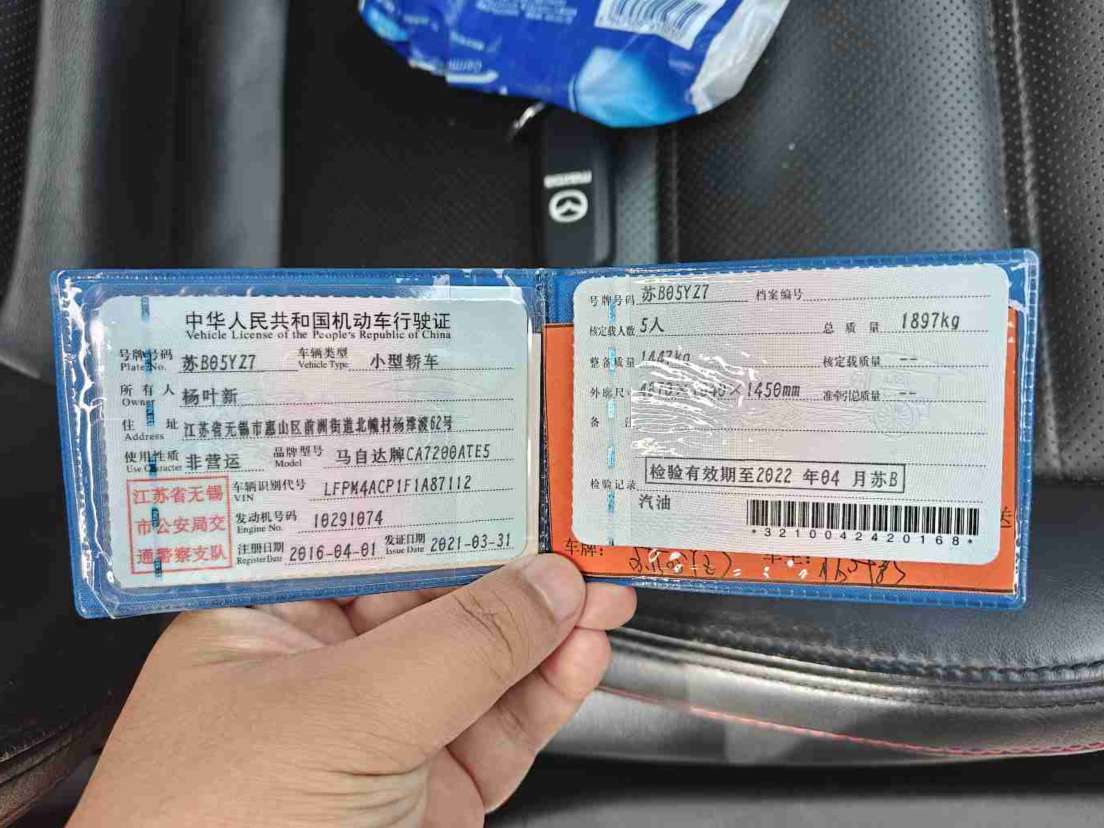 中华人民共和国机动车行驶证
Vehicle License of the People's Republic of China
号牌号码 苏B05YZ7 车辆类型 小型轿车
Plate No. Vehicle Type
所有人 杨叶新
Owner
住址 江苏省无锡市惠山区前洲街道北幢村杨雅渡62号
Address
使用性质 非营运 品牌型号 马自达牌CA7200ATE5
Use Character Model
江苏省无锡
市公安局交
通警察支队
车辆识别代号 LFPM4ACP1F1A87112
VIN
发动机号码 10291074
Engine No.
注册日期 2016-04-01 发证日期 2021-03-31
Register Date Issue Date
号牌号码 苏B05YZ7 档案编号
核定载人数 5人 总质量 1897kg
整备质量 1447kg 核定载质量 --
外廓尺 × ×1450mm 准牵引总质量 --
备
检验有效期至2022 年04 月苏B
检验记录
汽油
*3210042420168*
送
车牌:
mazda